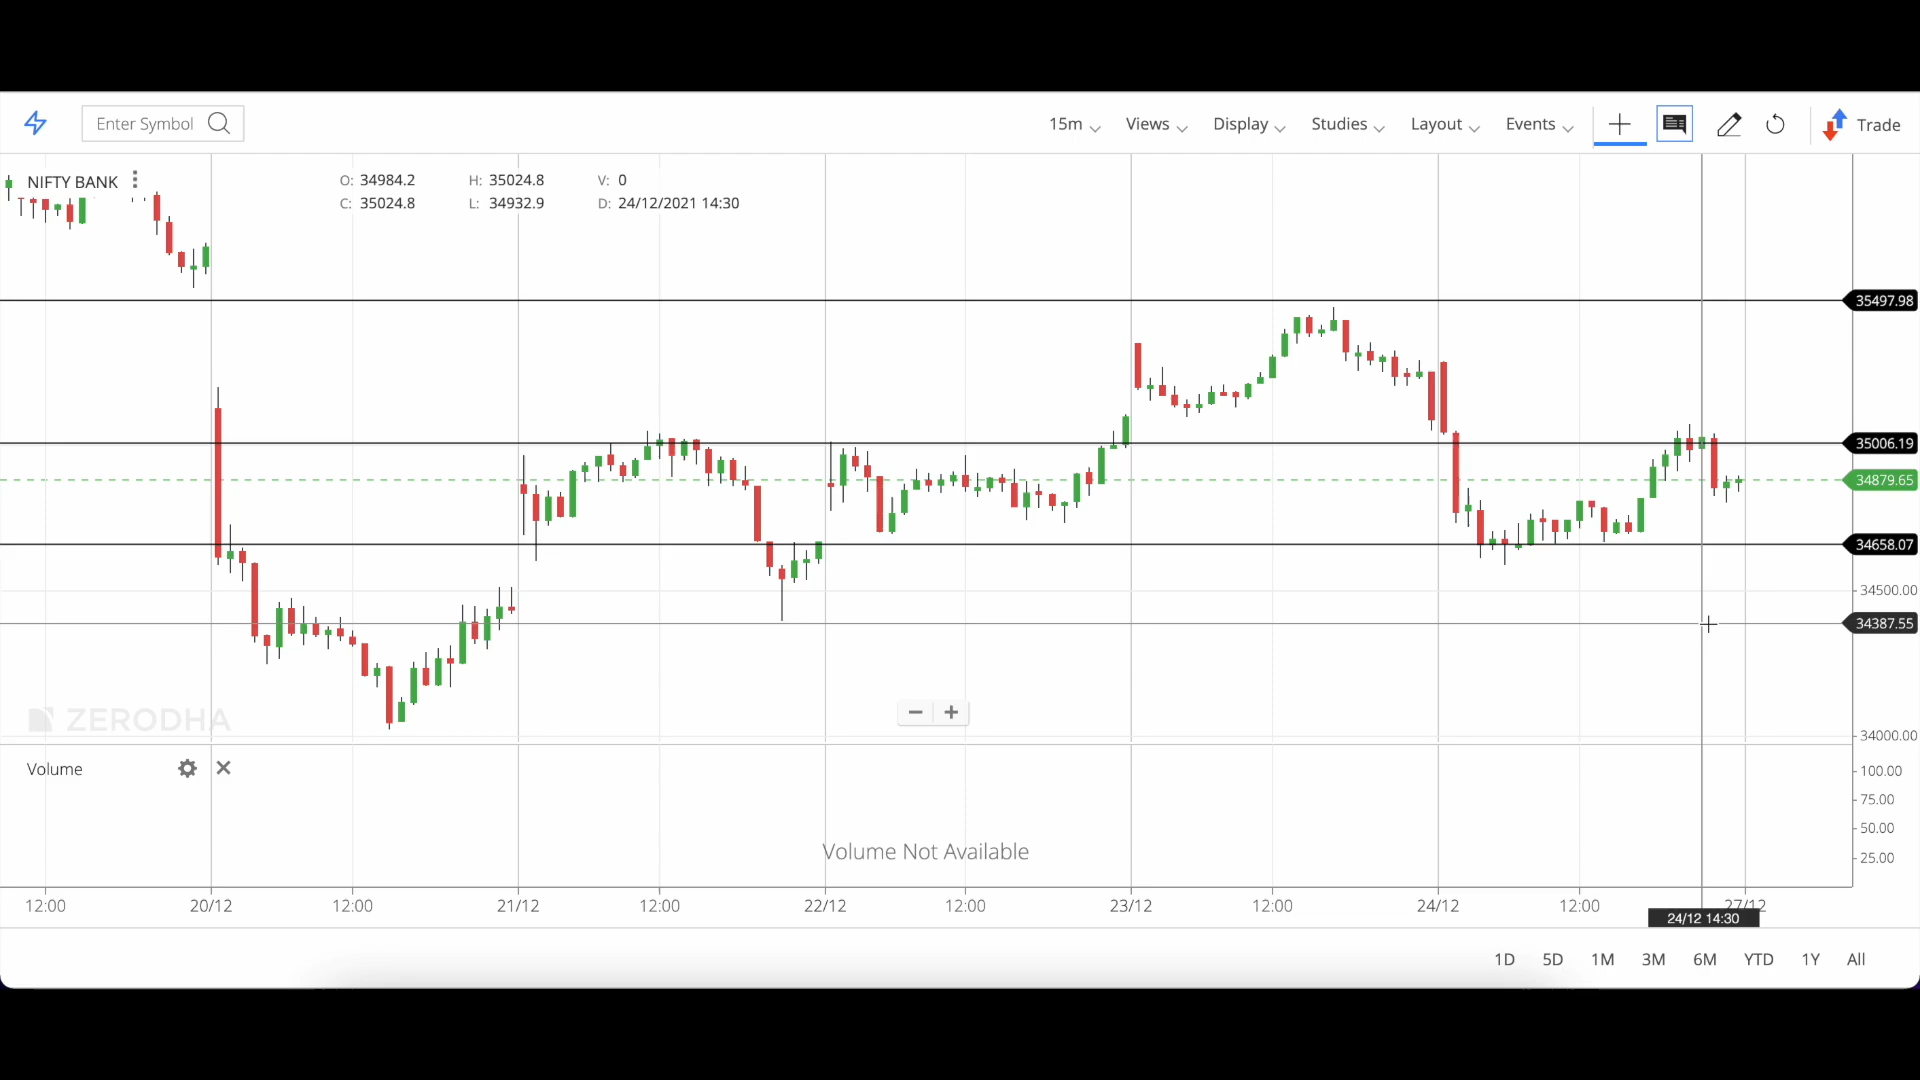 Enter Symbol
15m Views Display Studies Layout Events Trade
NIFTY BANK
O: 34984.2 H: 35024.8 V: 0
C: 35024.8 L: 34932.9 D: 24/12/2021 14:30
35497.98
35006.19
34879.65
34658.07
34500.00
34387.55
ZERODHA
34000.00
Volume
100.00
75.00
50.00
25.00
Volume Not Available
12:00 20/12 12:00 21/12 12:00 22/12 12:00 23/12 12:00 24/12 12:00 27/12
24/12 14:30
1D 5D 1M 3M 6M YTD 1Y All